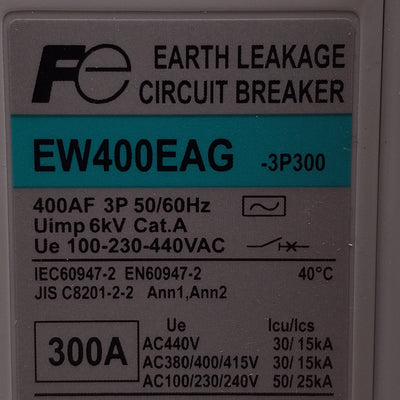 Fe EARTH LEAKAGE
CIRCUIT BREAKER
EW400EAG -3P300
400AF 3P 50/60Hz
Uimp 6kV Cat.A
Ue 100-230-440VAC
IEC60947-2 EN60947-2 40°C
JIS C8201-2-2 Ann1,Ann2
300A
Ue Icu/Ics
AC440V 30/ 15kA
AC380/400/415V 30/ 15kA
AC100/230/240V 50/ 25kA